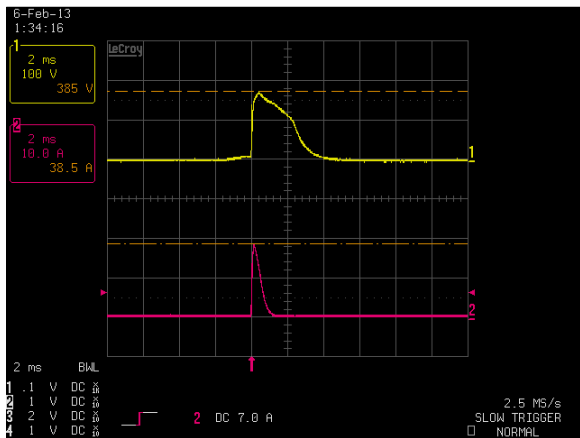 6-Feb-13
1:34:16
LeCroy
1
2 ms
100 V
385 V
2
2 ms
10.0 A
38.5 A
1
2
2 ms BWL
1 .1 V DC
2 1 V DC
3 2 V DC
4 1 V DC
2 DC 7.0 A
2.5 MS/s
SLOW TRIGGER
NORMAL